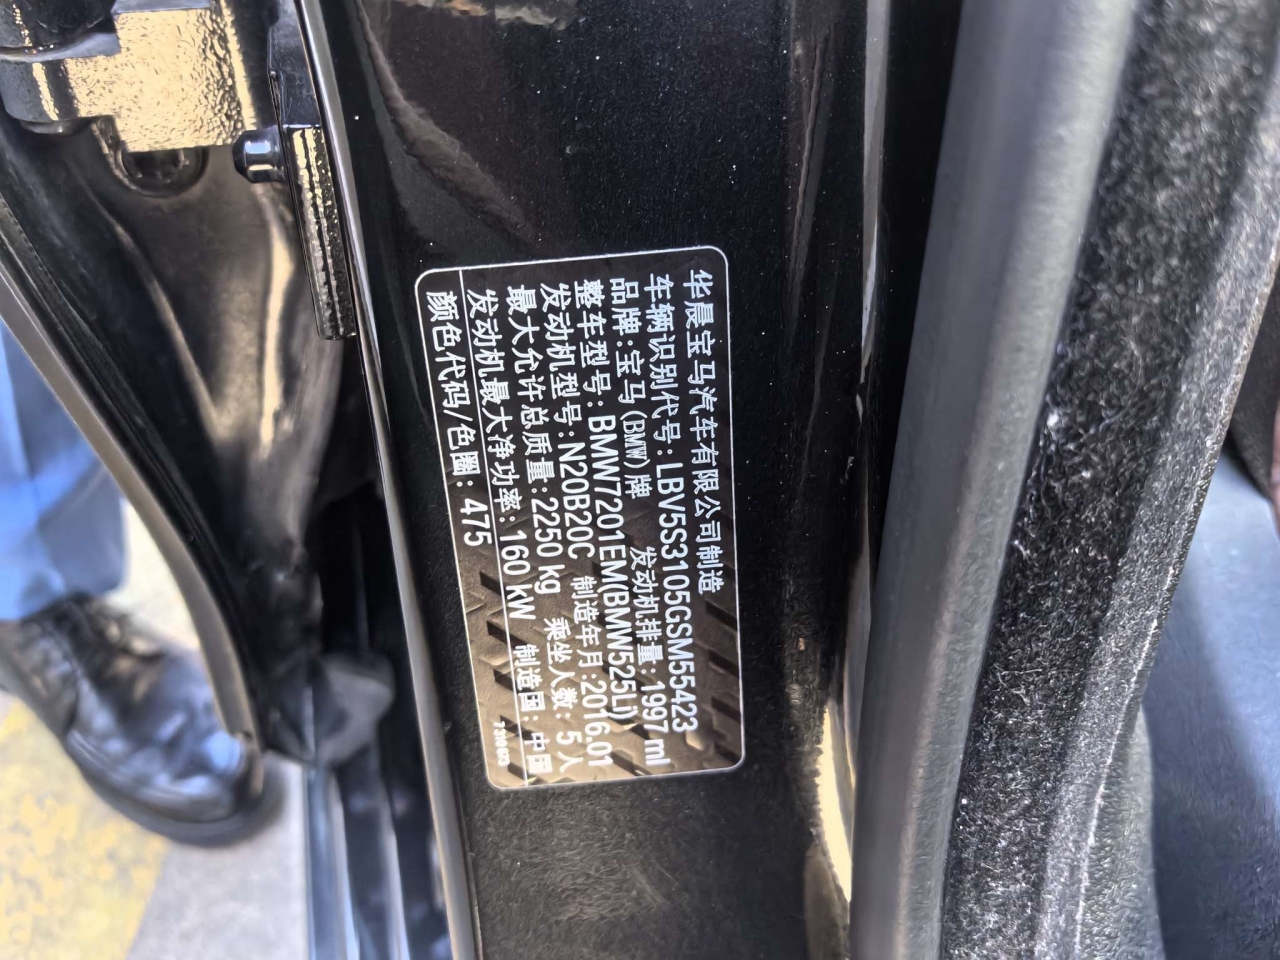 华晨宝马汽车有限公司制造
车辆识别代号:LBV5S3105GSM55423
品牌:宝马(BMW)牌 发动机排量:1997 ml
整车型号:BMW7201EM(BMW525Li)
发动机型号:N20B20C 制造年月:2016.01
最大允许总质量:2250 kg 乘坐人数:5人
发动机最大净功率:160 kW 制造国:中国
颜色代码/色圈:475